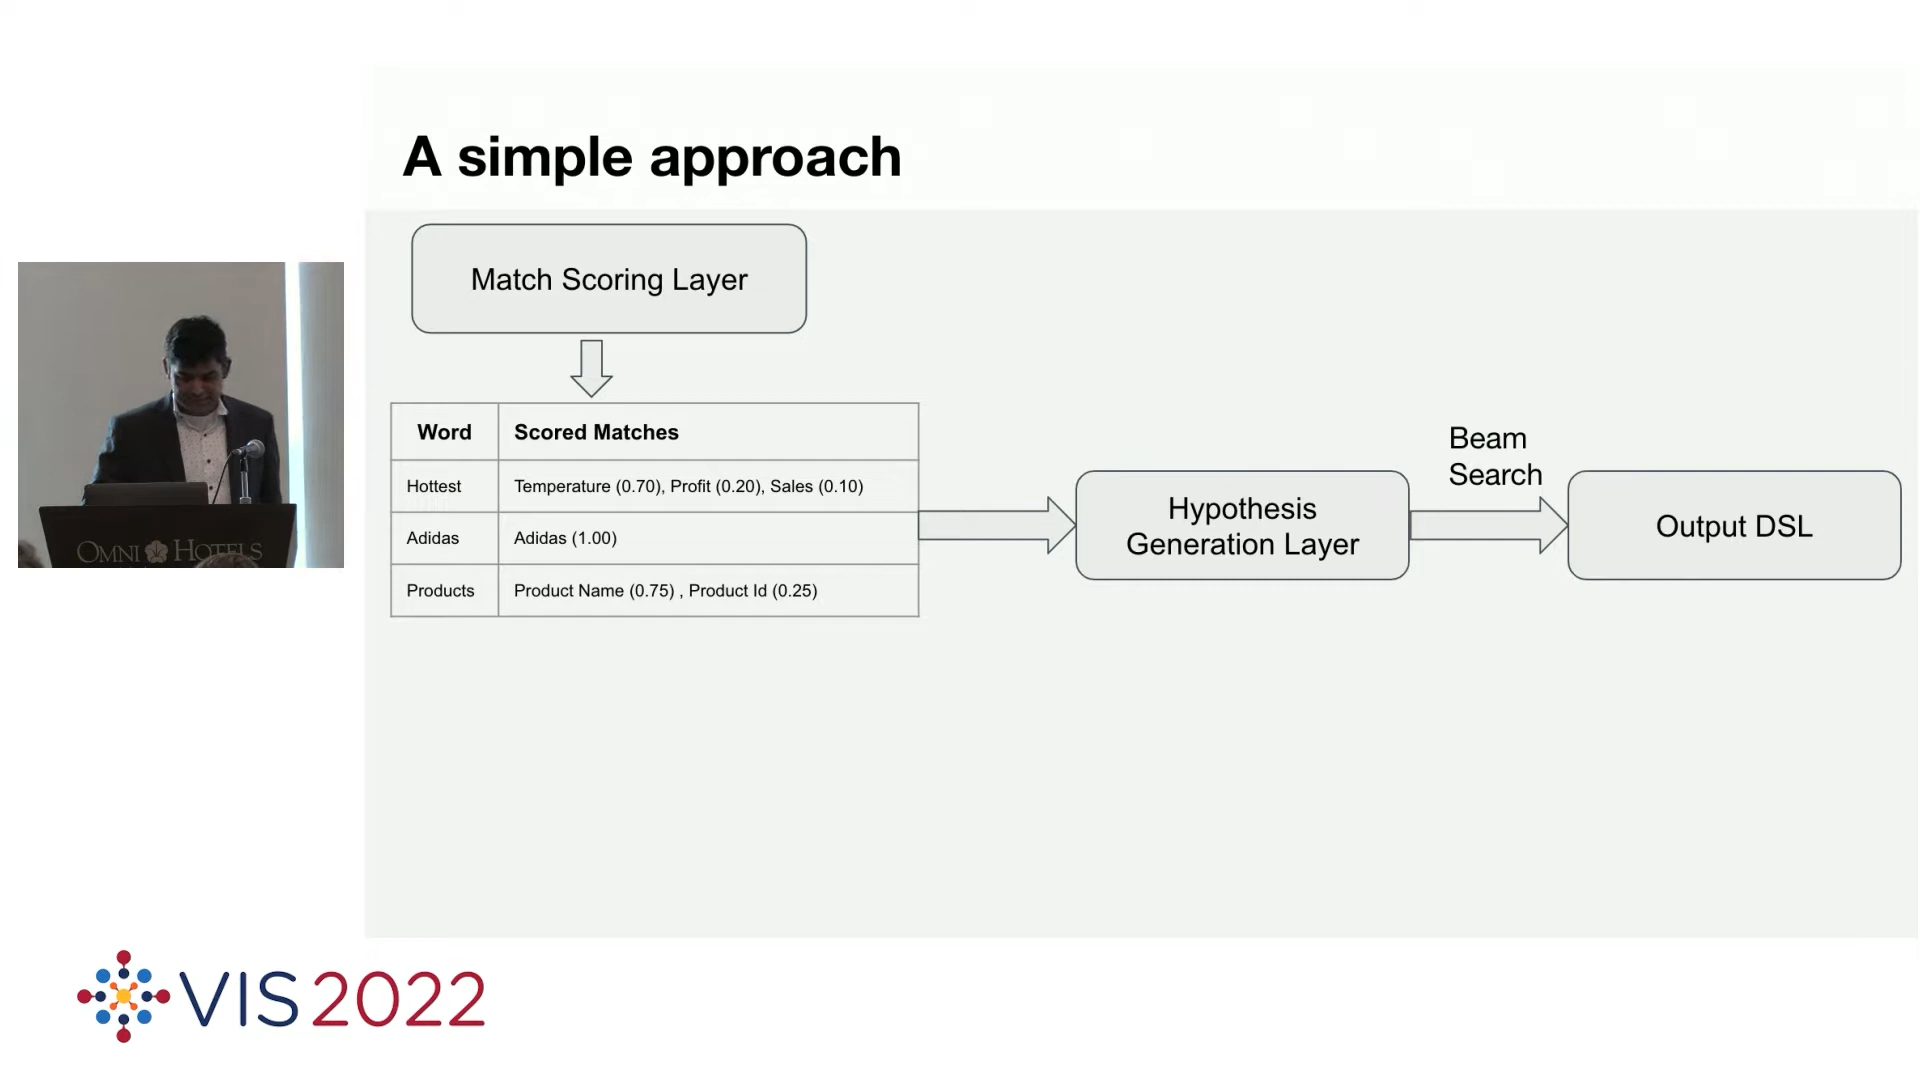 A simple approach
Match Scoring Layer
Word Scored Matches
Hottest Temperature (0.70), Profit (0.20), Sales (0.10)
Adidas Adidas (1.00)
Products Product Name (0.75) , Product Id (0.25)
Hypothesis
Generation Layer
Beam
Search
Output DSL
OMNI HOTELS
VIS2022